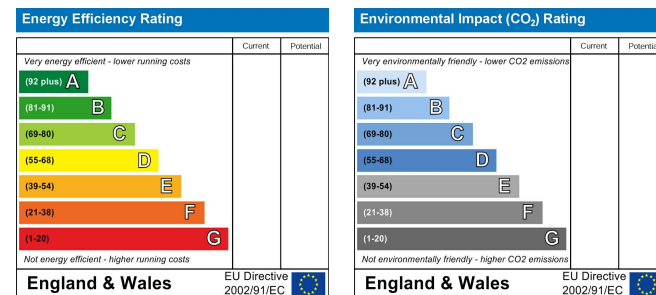 Energy Efficiency Rating
Current Potential
Very energy efficient - lower running costs
(92 plus) A
(81-91) B
(69-80) C
(55-68) D
(39-54) E
(21-38) F
(1-20) G
Not energy efficient - higher running costs
England & Wales
EU Directive
2002/91/EC
Environmental Impact (CO₂) Rating
Current Potential
Very environmentally friendly - lower CO2 emissions
(92 plus) A
(81-91) B
(69-80) C
(55-68) D
(39-54) E
(21-38) F
(1-20) G
Not environmentally friendly - higher CO2 emissions
England & Wales
EU Directive
2002/91/EC